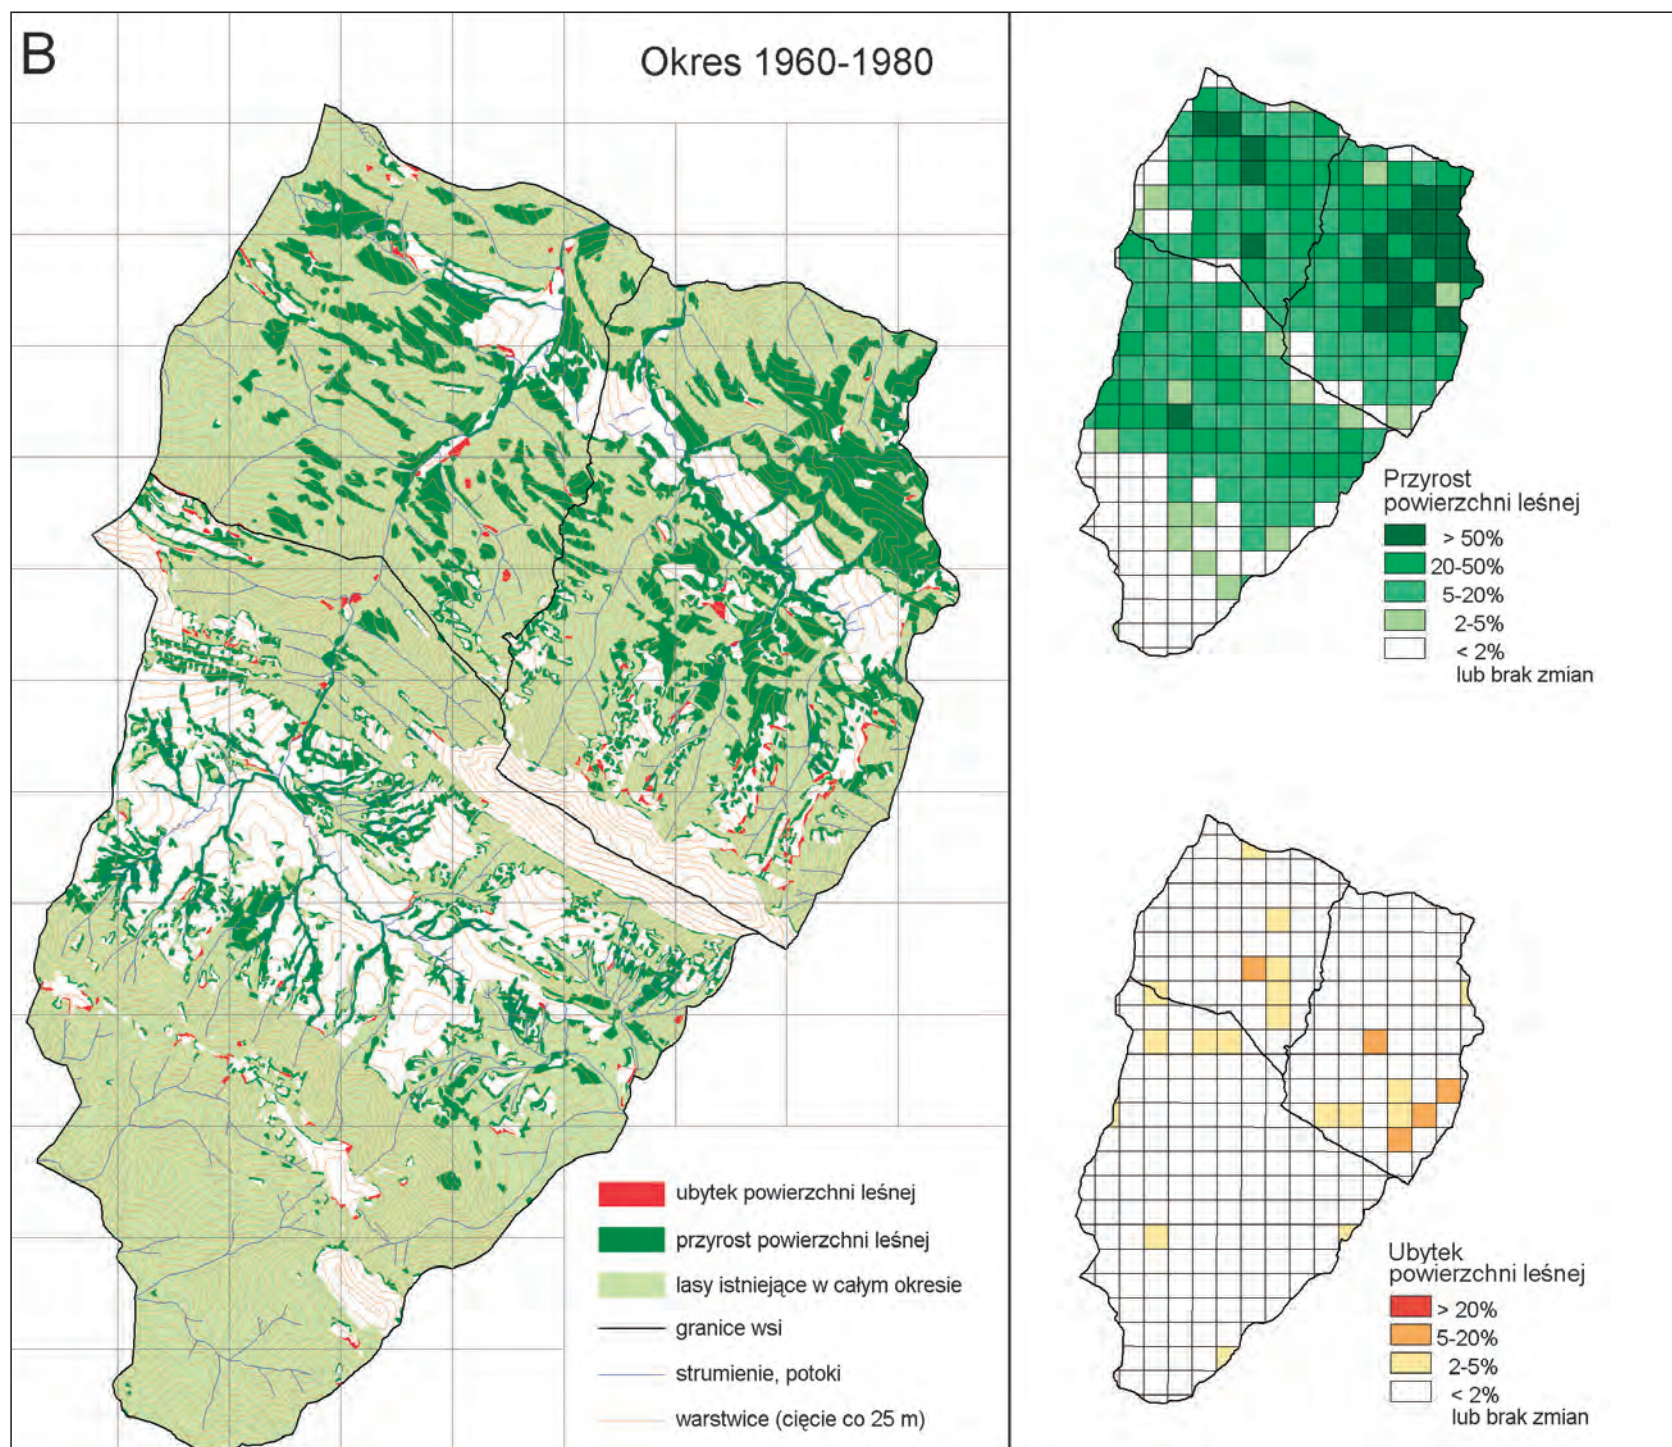 B
Okres 1960-1980
ubytek powierzchni leśnej
przyrost powierzchni leśnej
lasy istniejące w całym okresie
granice wsi
strumienie, potoki
warstwice (cięcie co 25 m)
Przyrost
powierzchni leśnej
> 50%
20-50%
5-20%
2-5%
< 2%
lub brak zmian
Ubytek
powierzchni leśnej
> 20%
5-20%
2-5%
< 2%
lub brak zmian